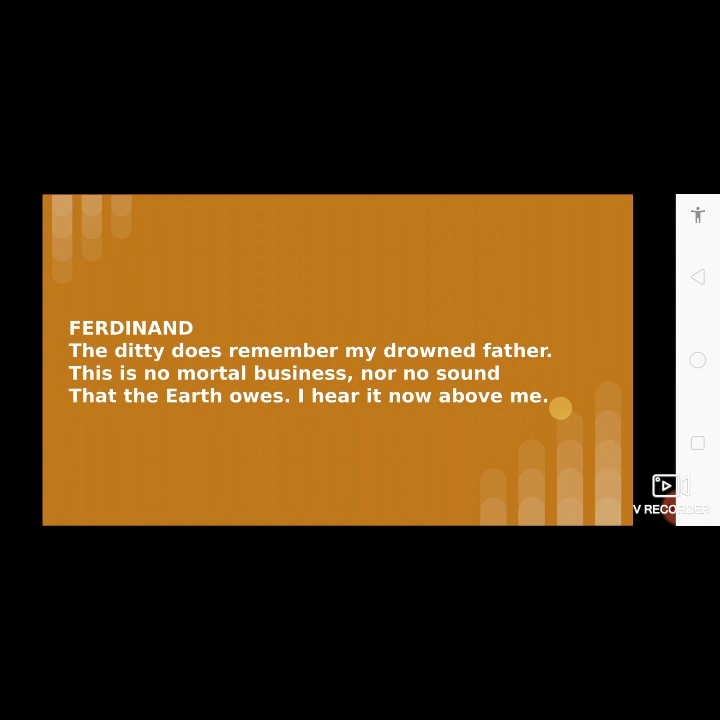 FERDINAND
The ditty does remember my drowned father.
This is no mortal business, nor no sound
That the Earth owes. I hear it now above me.
V RECORDER